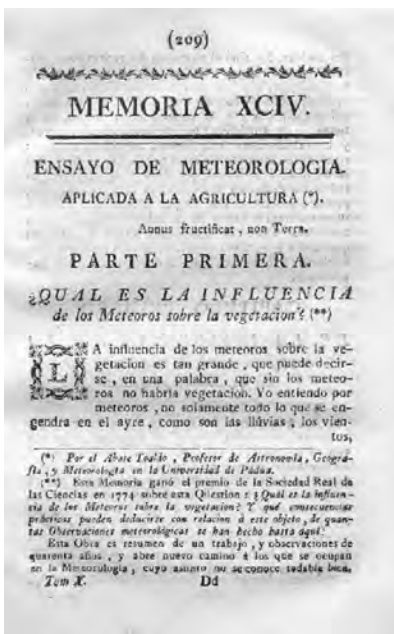 (209)
MEMORIA XCIV.
ENSAYO DE METEOROLOGIA.
APLICADA A LA AGRICULTURA (*).
Annus fructificat, non Terra.
PARTE PRIMERA.
¿QUAL ES LA INFLUENCIA
de los Meteoros sobre la vegetacion? (**)
LA influencia de los meteoros sobre la ve-
getacion es tan grande, que puede decir-
se, en una palabra, que sin los meteo-
ros no habria vegetacion. Yo entiendo por
meteoros, no solamente todo lo que se en-
gendra en el ayre, como son las lluvias, los vien-
tos,
(*) Por el Abate Toaldo, Profesor de Astronomía, Geogra-
fía, y Meteorología en la Universidad de Pádua.
(**) Esta Memoria ganó el premio de la Sociedad Real de
las Ciencias en 1774 sobre esta Question: ¿Qual es la influen-
cia de los Meteoros sobre la vegetacion? Y qué consecuencias
prácticas pueden deducirse con relacion á este objeto, de quan-
tas Observaciones meteorológicas se han hecho hasta aquí?
Esta Obra es resumen de un trabajo, y observaciones de
quarenta años, y abre nuevo camino á los que se ocupan
en la Meteorologia, cuyo asunto no se conoce todabia bien.
Tom X. Dd